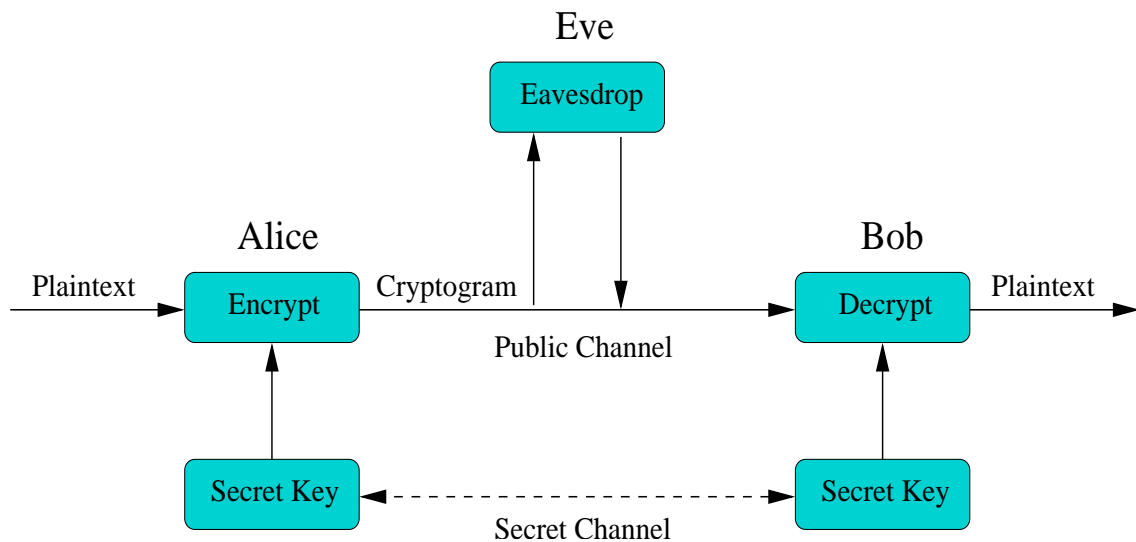 Eve
Eavesdrop
Alice
Bob
Plaintext
Encrypt
Cryptogram
Decrypt
Plaintext
Public Channel
Secret Key
Secret Key
Secret Channel